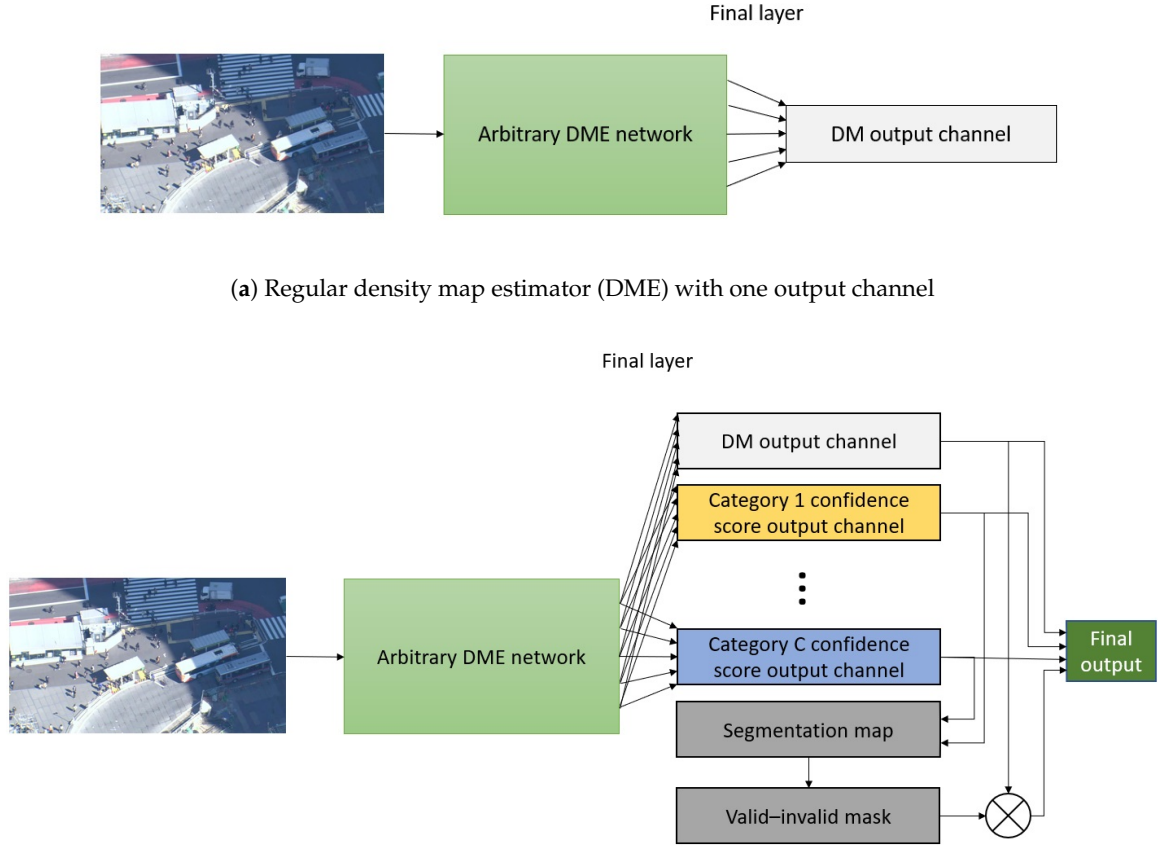 Final layer
Arbitrary DME network
DM output channel
(a) Regular density map estimator (DME) with one output channel
Final layer
DM output channel
Category 1 confidence
score output channel
⋮
Category C confidence
score output channel
Arbitrary DME network
Final
output
Segmentation map
Valid–invalid mask